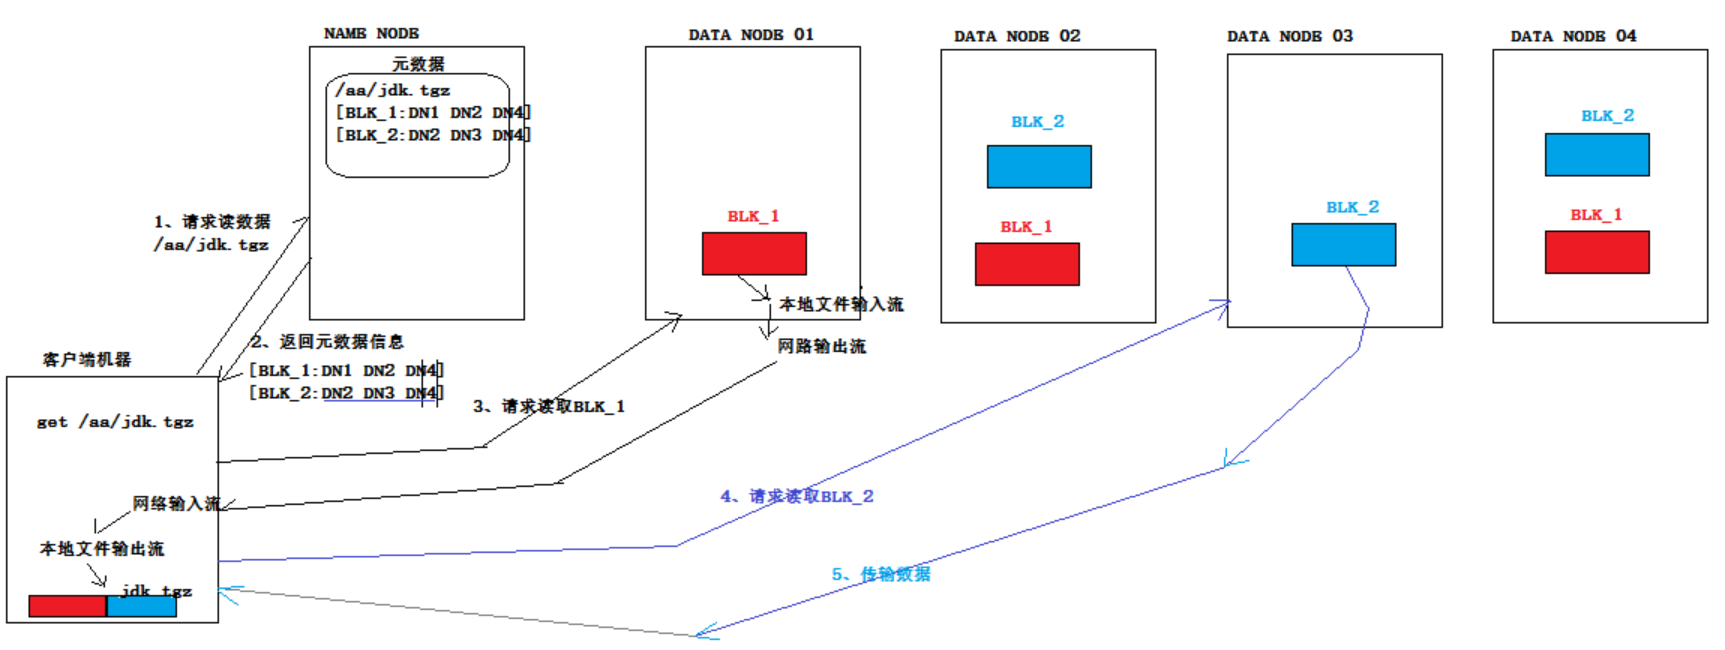 NAME NODE
元数据
/aa/jdk.tgz
[BLK_1:DN1 DN2 DN4]
[BLK_2:DN2 DN3 DN4]
DATA NODE 01
BLK_1
本地文件输入流
网路输出流
DATA NODE 02
BLK_2
BLK_1
DATA NODE 03
BLK_2
DATA NODE 04
BLK_2
BLK_1
1、请求读数据
/aa/jdk.tgz
2、返回元数据信息
[BLK_1:DN1 DN2 DN4]
[BLK_2:DN2 DN3 DN4]
客户端机器
get /aa/jdk.tgz
3、请求读取BLK_1
网络输入流
本地文件输出流
jdk.tgz
4、请求读取BLK_2
5、传输数据